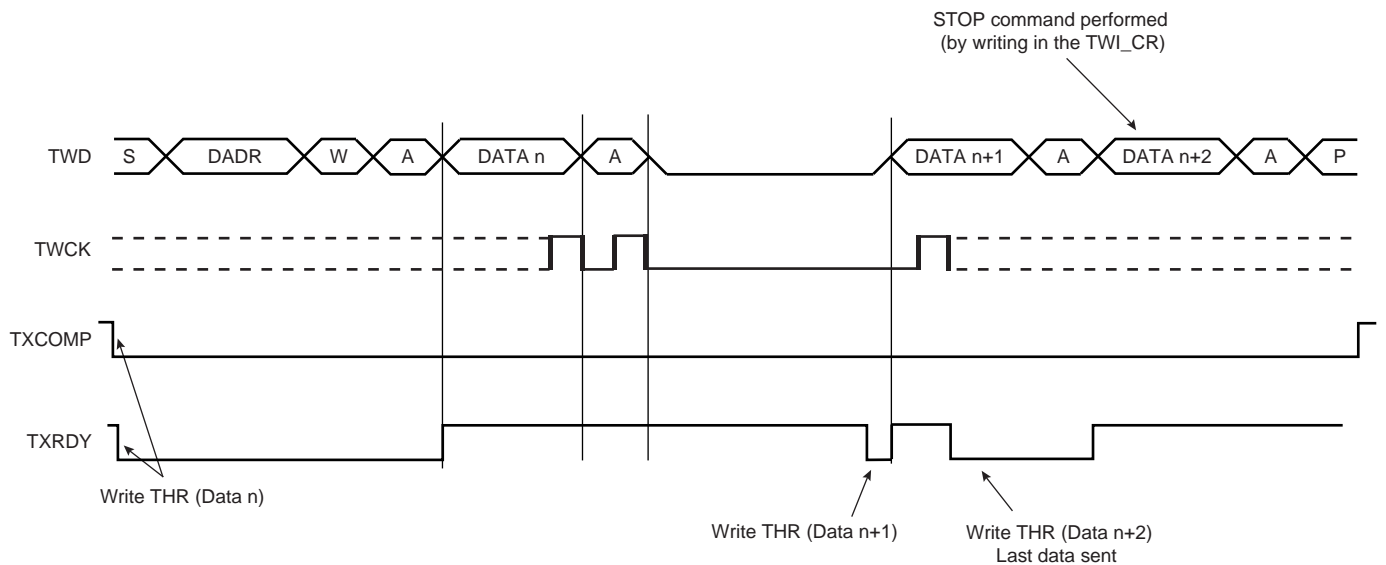 STOP command performed
(by writing in the TWI_CR)
TWD
S
DADR
W
A
DATA n
A
DATA n+1
A
DATA n+2
A
P
TWCK
TXCOMP
TXRDY
Write THR (Data n)
Write THR (Data n+1)
Write THR (Data n+2)
Last data sent